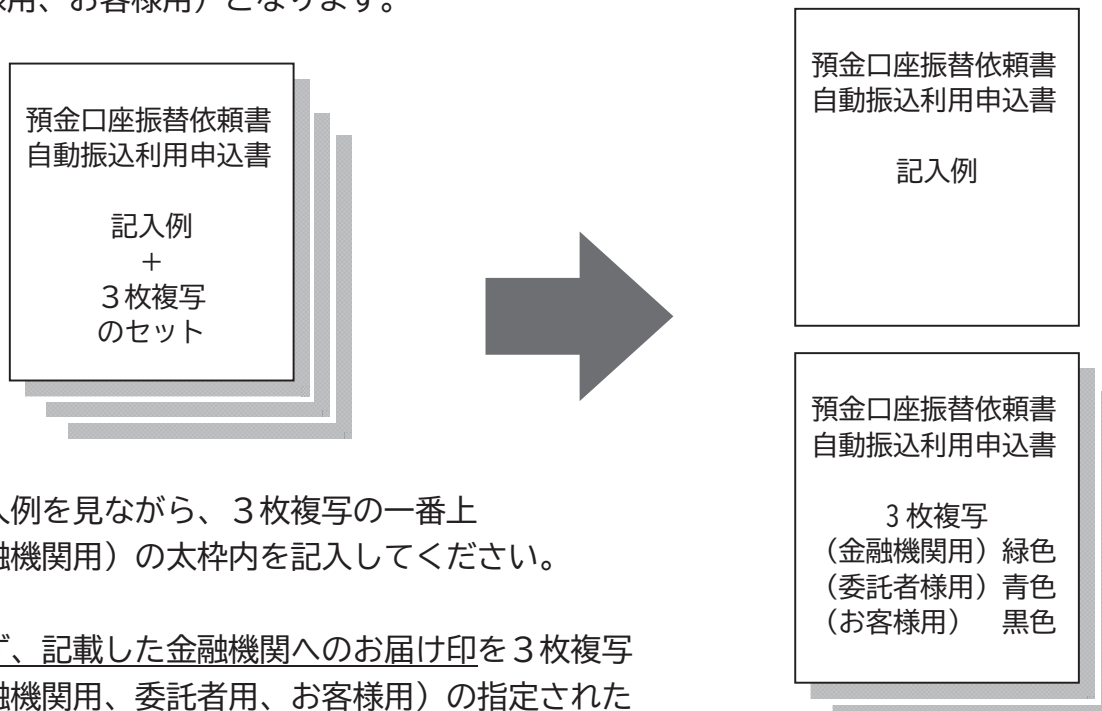 様用、お客様用）となります。
預金口座振替依頼書
自動振込利用申込書
記入例
＋
３枚複写
のセット
預金口座振替依頼書
自動振込利用申込書
記入例
預金口座振替依頼書
自動振込利用申込書
３枚複写
（金融機関用）緑色
（委託者様用）青色
（お客様用）　黒色
入例を見ながら、３枚複写の一番上
融機関用）の太枠内を記入してください。
ず、記載した金融機関へのお届け印を３枚複写
融機関用、委託者用、お客様用）の指定された